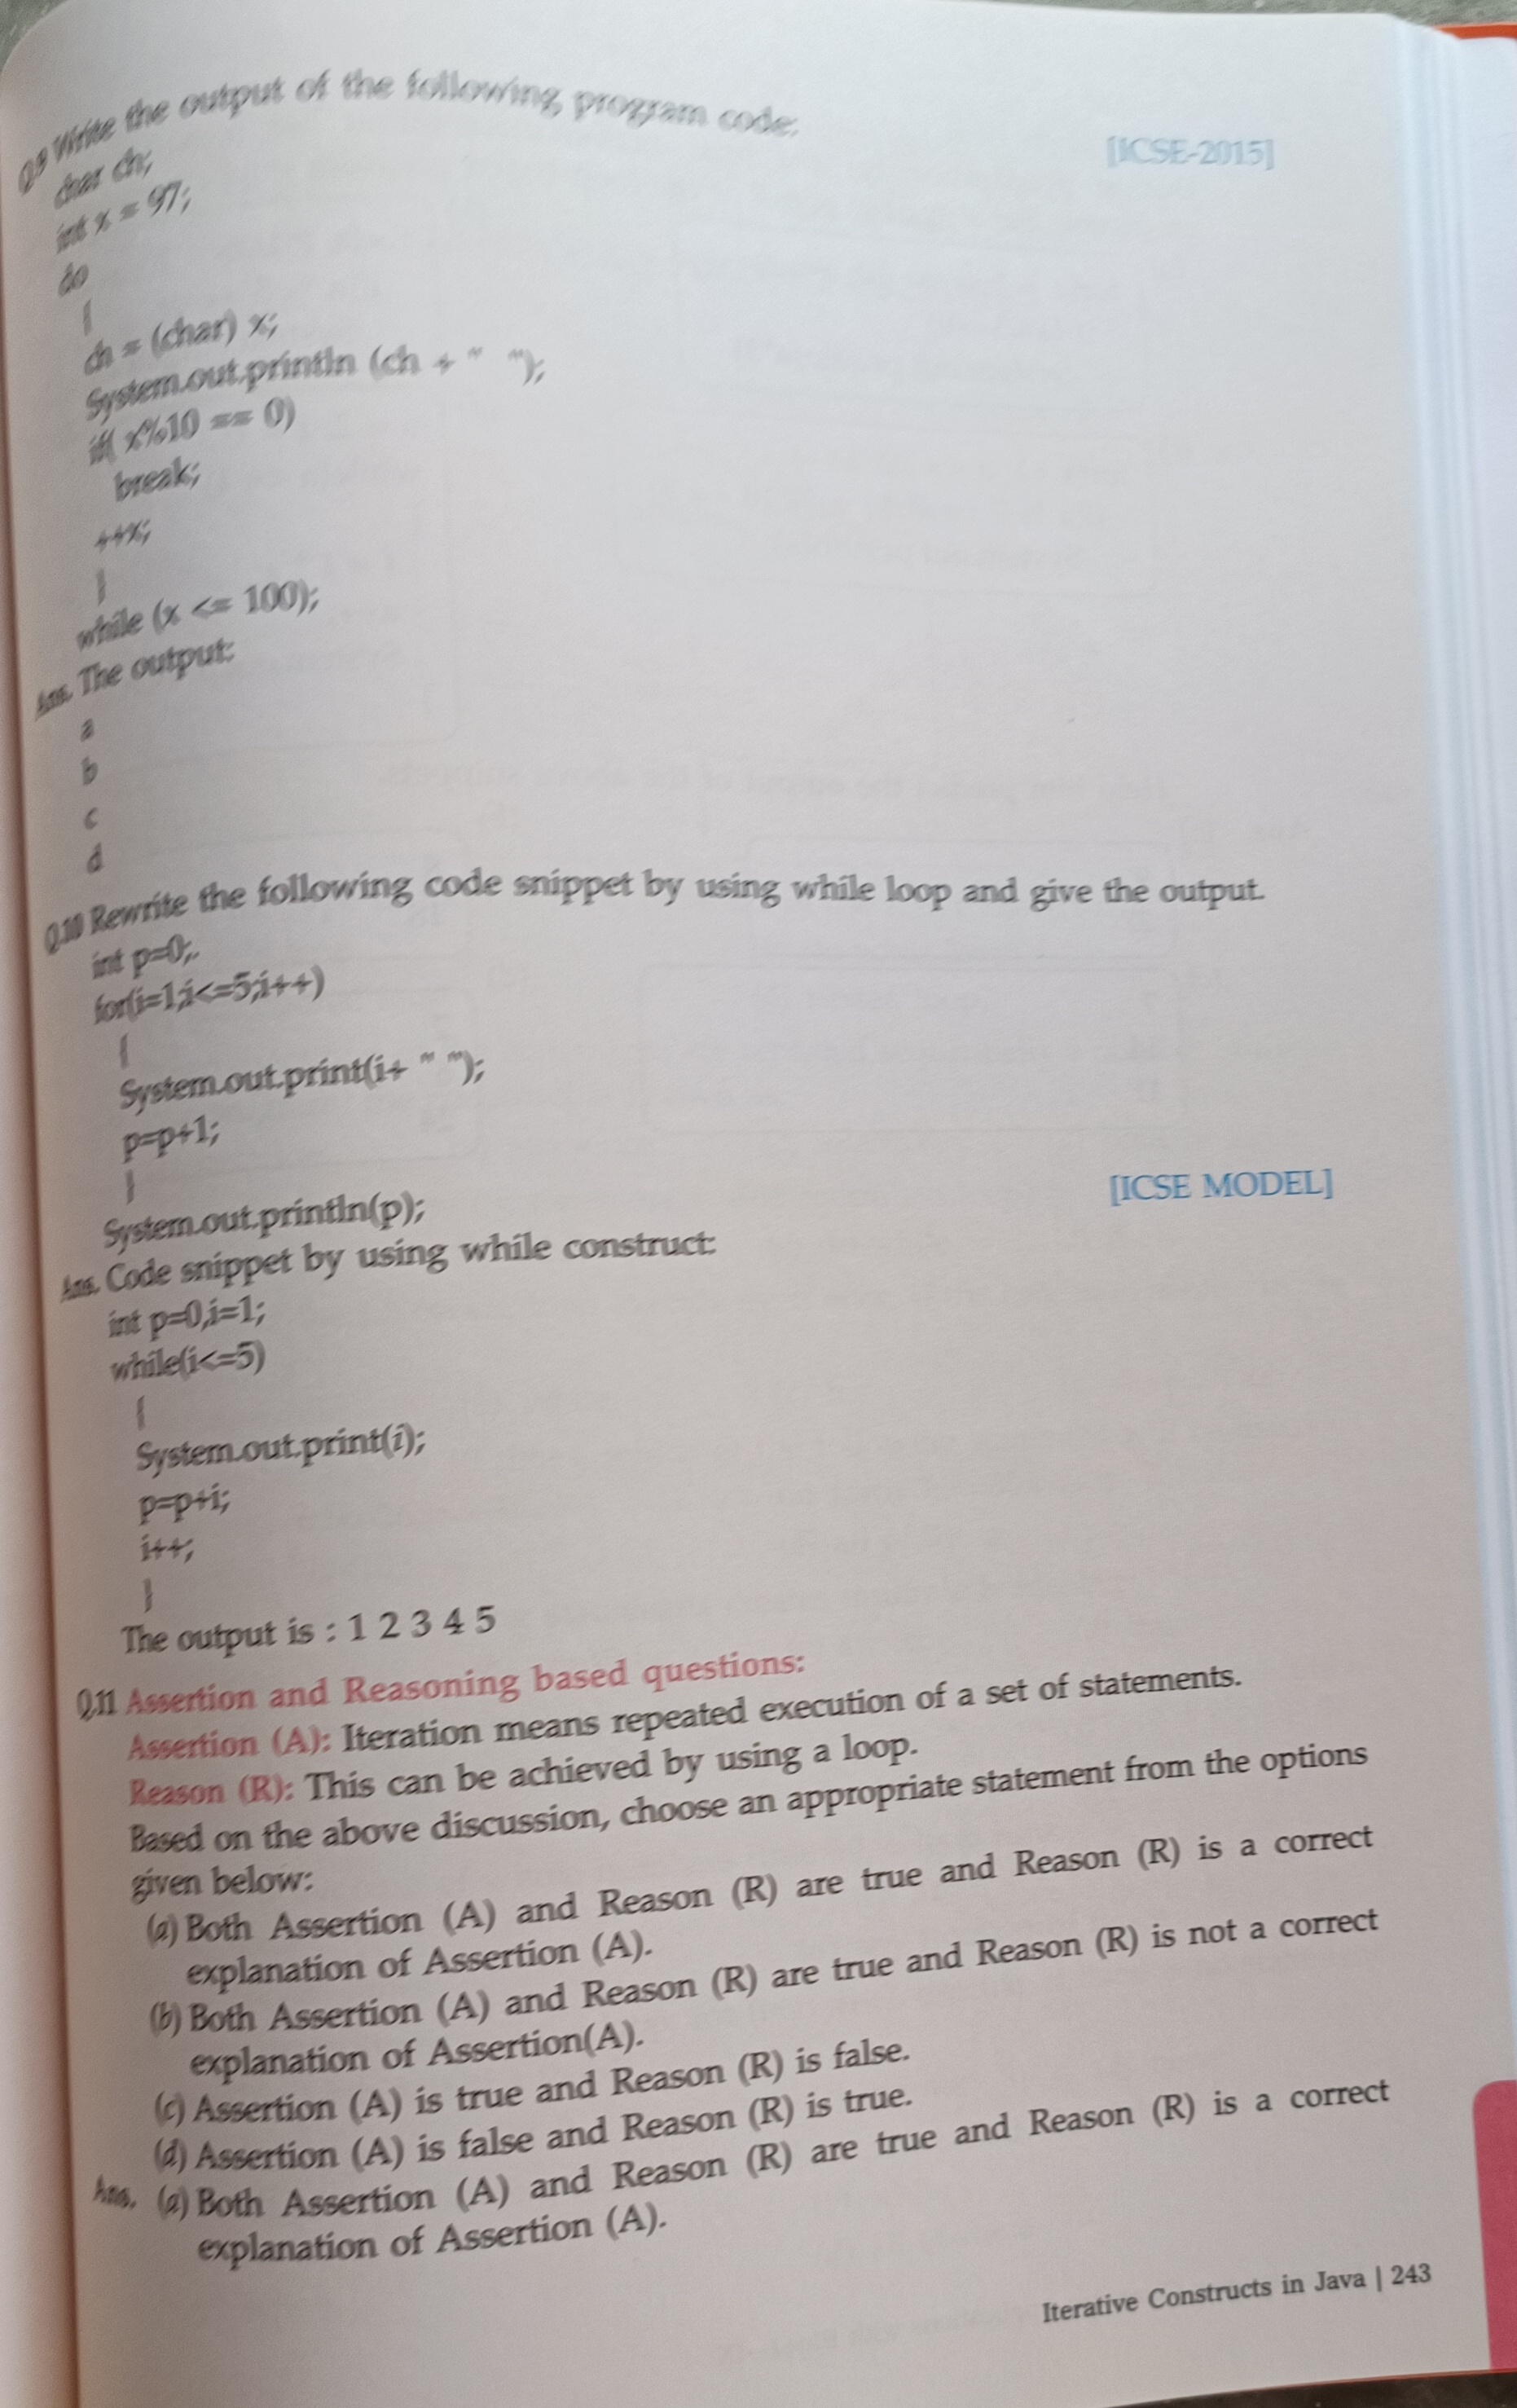 Q.9 Write the output of the following program code:
[ICSE-2015]
char ch;
int x = 97;
do
{
ch = (char) x;
System.out.println (ch + "  ");
if( x%10 == 0)
break;
++x;
}
while (x <= 100);
Ans. The output:
a
b
c
d
Q.10 Rewrite the following code snippet by using while loop and give the output.
int p=0;.
for(i=1;i<=5;i++)
{
System.out.print(i+ " ");
p=p+1;
}
System.out.println(p);
[ICSE MODEL]
Ans. Code snippet by using while construct:
int p=0,i=1;
while(i<=5)
{
System.out.print(i);
p=p+i;
i++;
}
The output is : 1 2 3 4 5
Q.11 Assertion and Reasoning based questions:
Assertion (A): Iteration means repeated execution of a set of statements.
Reason (R): This can be achieved by using a loop.
Based on the above discussion, choose an appropriate statement from the options
given below:
(a) Both Assertion (A) and Reason (R) are true and Reason (R) is a correct
explanation of Assertion (A).
(b) Both Assertion (A) and Reason (R) are true and Reason (R) is not a correct
explanation of Assertion(A).
(c) Assertion (A) is true and Reason (R) is false.
(d) Assertion (A) is false and Reason (R) is true.
Ans. (a) Both Assertion (A) and Reason (R) are true and Reason (R) is a correct
explanation of Assertion (A).
Iterative Constructs in Java | 243